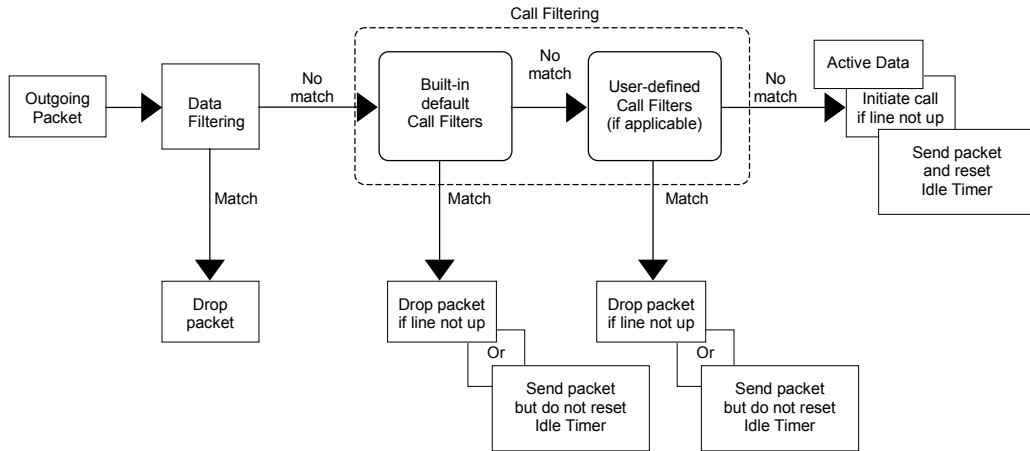 Call Filtering
Outgoing
Packet
Data
Filtering
No
match
Built-in
default
Call Filters
No
match
User-defined
Call Filters
(if applicable)
No
match
Active Data
Initiate call
if line not up
Send packet
and reset
Idle Timer
Match
Match
Match
Drop
packet
Drop packet
if line not up
Or
Send packet
but do not reset
Idle Timer
Drop packet
if line not up
Or
Send packet
but do not reset
Idle Timer